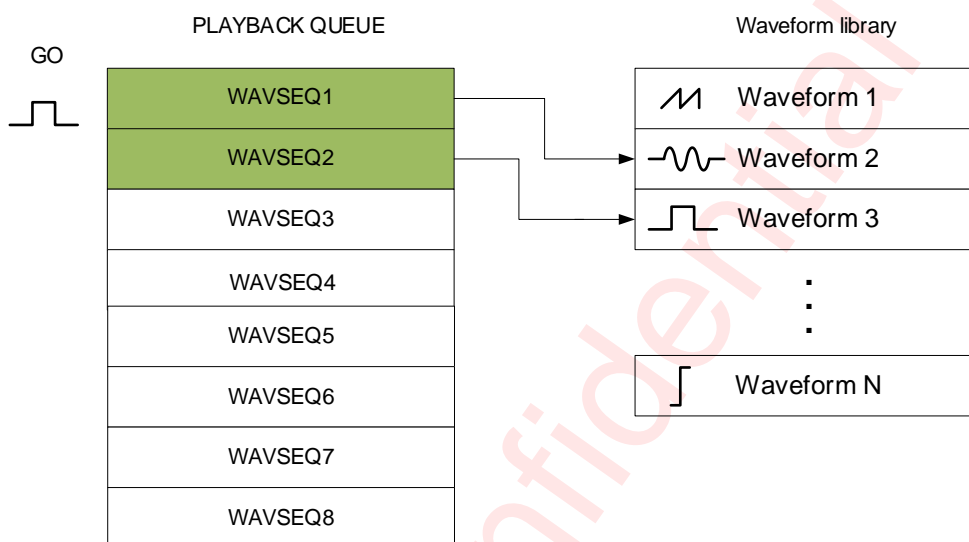 PLAYBACK QUEUE
Waveform library
GO
WAVSEQ1
WAVSEQ2
WAVSEQ3
WAVSEQ4
WAVSEQ5
WAVSEQ6
WAVSEQ7
WAVSEQ8
Waveform 1
Waveform 2
Waveform 3
Waveform N
onfidential